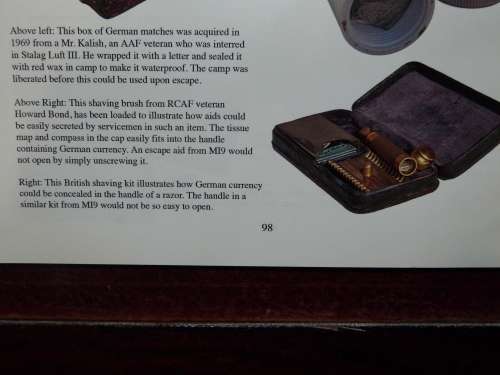 Above left: This box of German matches was acquired in
1969 from a Mr. Kalish, an AAF veteran who was interred
in Stalag Luft III. He wrapped it with a letter and sealed it
with red wax in camp to make it waterproof. The camp was
liberated before this could be used upon escape.
Above Right: This shaving brush from RCAF veteran
Howard Bond, has been loaded to illustrate how aids could
be easily secreted by servicemen in such an item. The tissue
map and compass in the cap easily fits into the handle
containing German currency. An escape aid from MI9 would
not open by simply unscrewing it.
Right: This British shaving kit illustrates how German currency
could be concealed in the handle of a razor. The handle in a
similar kit from MI9 would not be so easy to open.
98